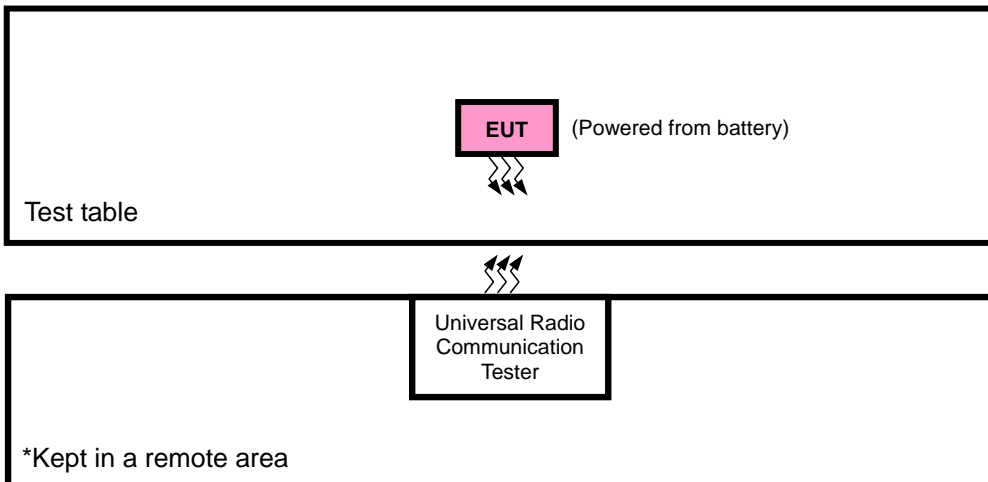 EUT
(Powered from battery)
Test table
Universal Radio
Communication
Tester
*Kept in a remote area